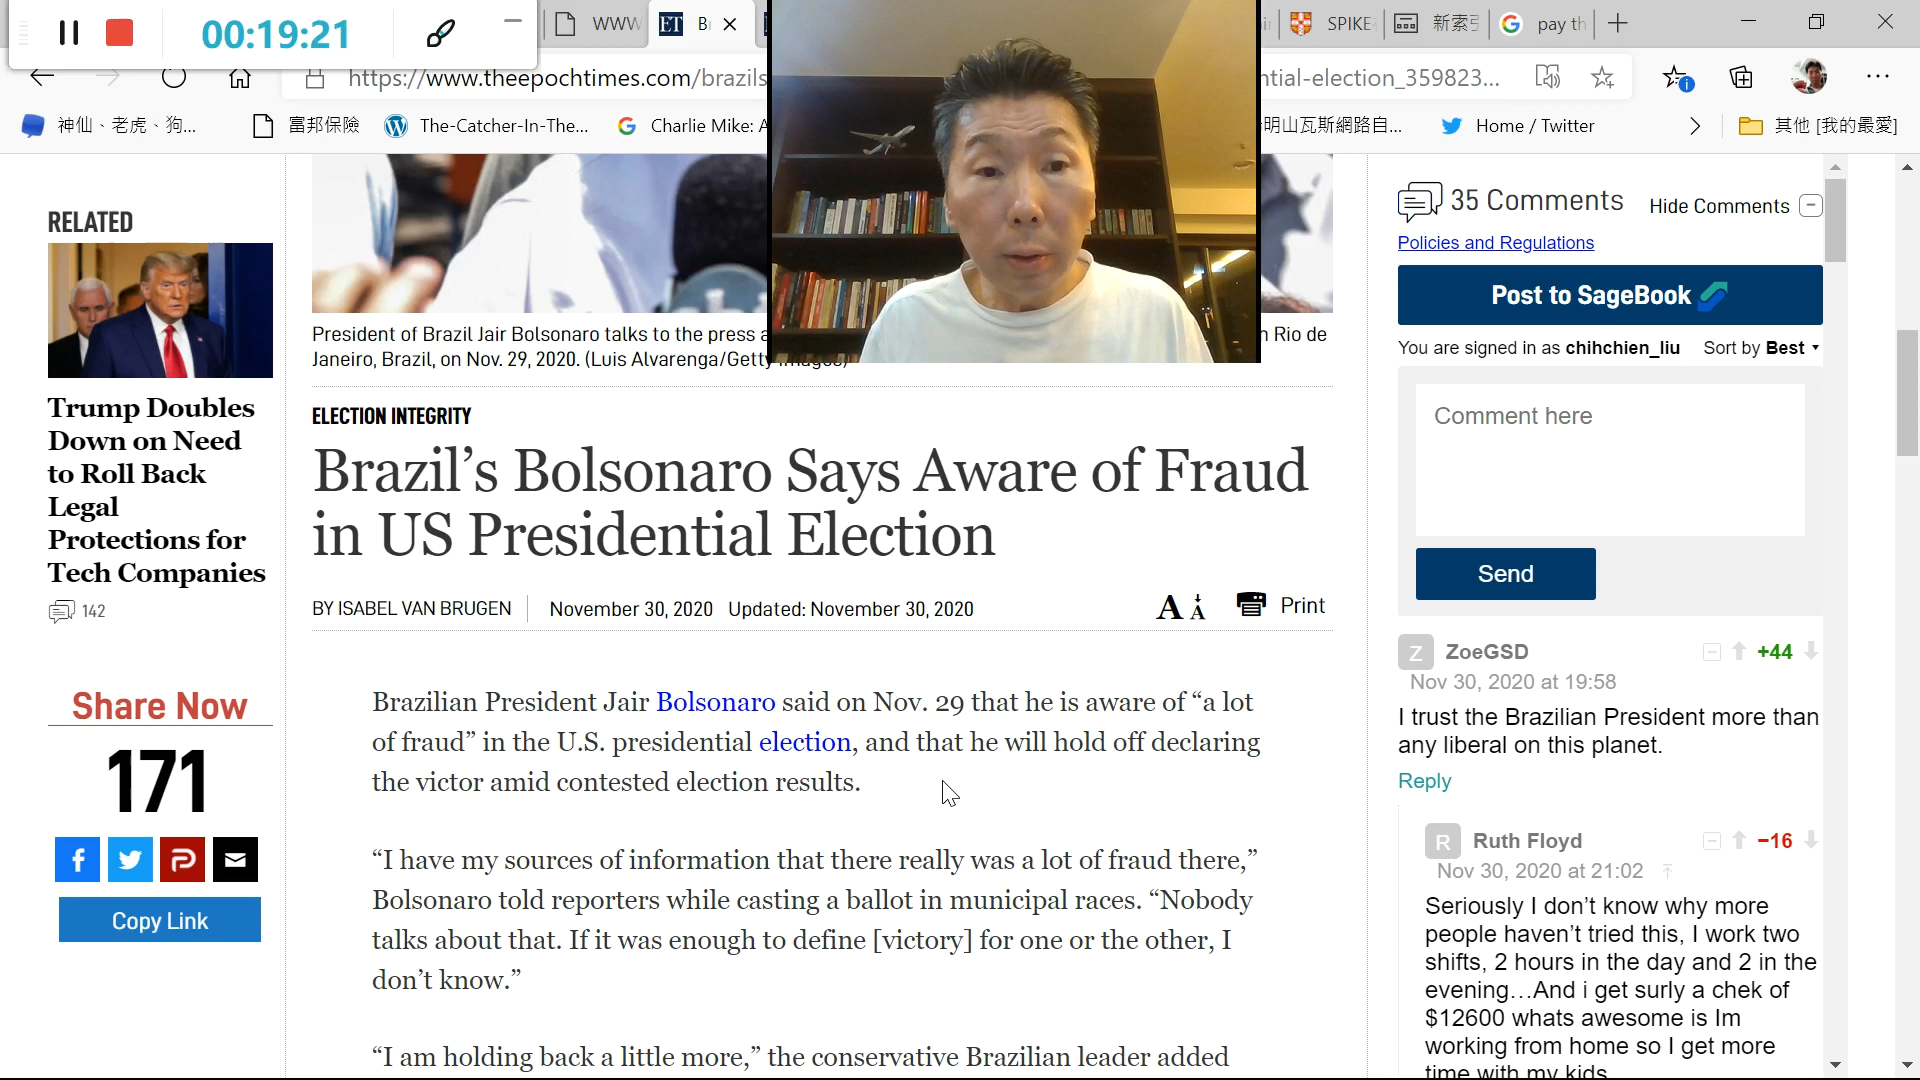 00:19:21
WWW
ET
SPIKE
新索引
pay th
https://www.theepochtimes.com/brazils
ntial-election_359823...
神仙、老虎、狗...
富邦保險
The-Catcher-In-The...
Charlie Mike: A
明山瓦斯網路自...
Home / Twitter
其他 [我的最愛]
RELATED
Trump Doubles
Down on Need
to Roll Back
Legal
Protections for
Tech Companies
142
Share Now
171
Copy Link
President of Brazil Jair Bolsonaro talks to the press a
n Rio de
Janeiro, Brazil, on Nov. 29, 2020. (Luis Alvarenga/Getty Images)
ELECTION INTEGRITY
Brazil’s Bolsonaro Says Aware of Fraud
in US Presidential Election
BY ISABEL VAN BRUGEN
November 30, 2020 Updated: November 30, 2020
A A Print
Brazilian President Jair Bolsonaro said on Nov. 29 that he is aware of “a lot
of fraud” in the U.S. presidential election, and that he will hold off declaring
the victor amid contested election results.
“I have my sources of information that there really was a lot of fraud there,”
Bolsonaro told reporters while casting a ballot in municipal races. “Nobody
talks about that. If it was enough to define [victory] for one or the other, I
don’t know.”
“I am holding back a little more,” the conservative Brazilian leader added
35 Comments
Hide Comments
Policies and Regulations
Post to SageBook
You are signed in as chihchien_liu Sort by Best
Comment here
Send
Z ZoeGSD +44
Nov 30, 2020 at 19:58
I trust the Brazilian President more than
any liberal on this planet.
Reply
R Ruth Floyd −16
Nov 30, 2020 at 21:02
Seriously I don’t know why more
people haven’t tried this, I work two
shifts, 2 hours in the day and 2 in the
evening…And i get surly a chek of
$12600 whats awesome is Im
working from home so I get more
time with my kids.